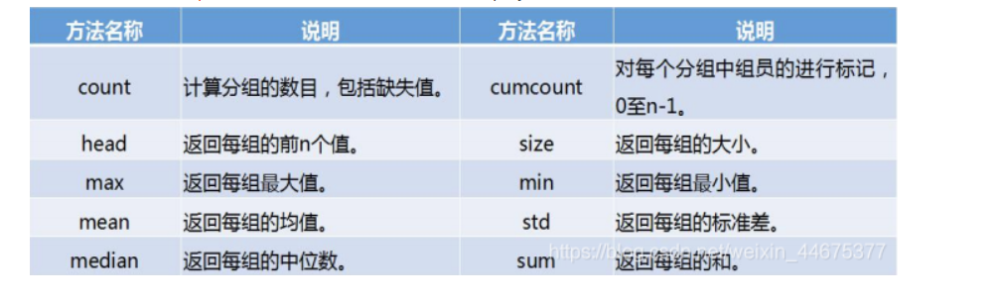 方法名称 说明 方法名称 说明
count 计算分组的数目，包括缺失值。 cumcount 对每个分组中组员的进行标记，
0至n-1。
head 返回每组的前n个值。 size 返回每组的大小。
max 返回每组最大值。 min 返回每组最小值。
mean 返回每组的均值。 std 返回每组的标准差。
median 返回每组的中位数。 sum 返回每组的和。
https://blog.csdn.net/weixin_44675377